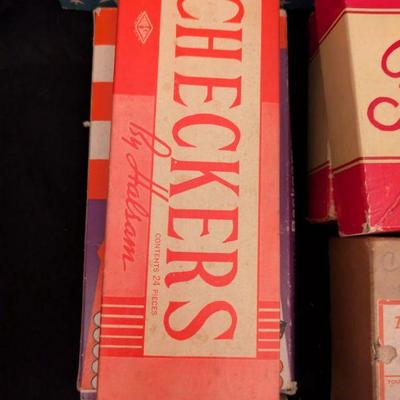 CHECKERS
By Halsam
CONTENTS 24 PIECES